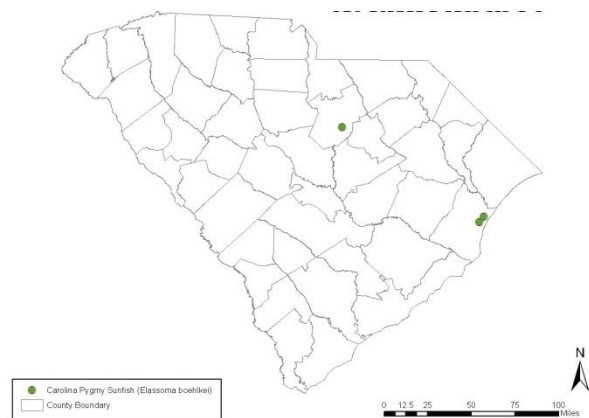 N
Carolina Pygmy Sunfish (Elassoma boehlkei)
County Boundary
0 12.5 25 50 75 100
Miles